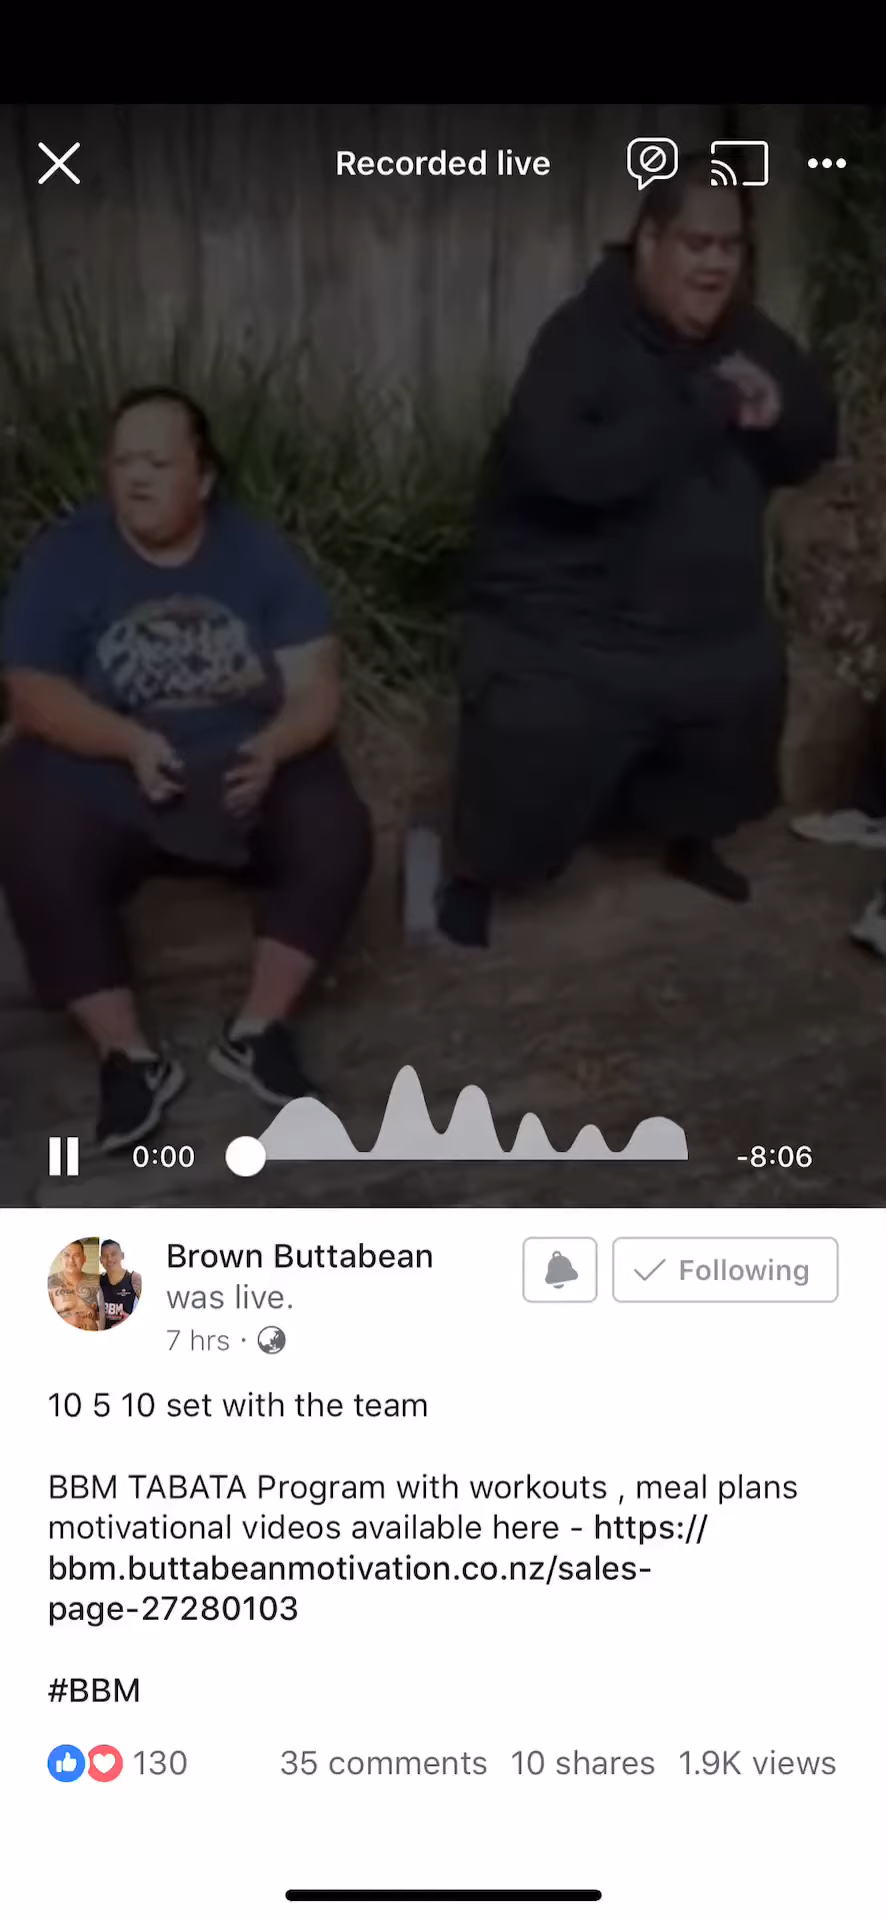 Recorded live
0:00
-8:06
Brown Buttabean
was live.
7 hrs ·
Following
10 5 10 set with the team
BBM TABATA Program with workouts , meal plans
motivational videos available here - https://
bbm.buttabeanmotivation.co.nz/sales-
page-27280103
#BBM
130
35 comments 10 shares 1.9K views